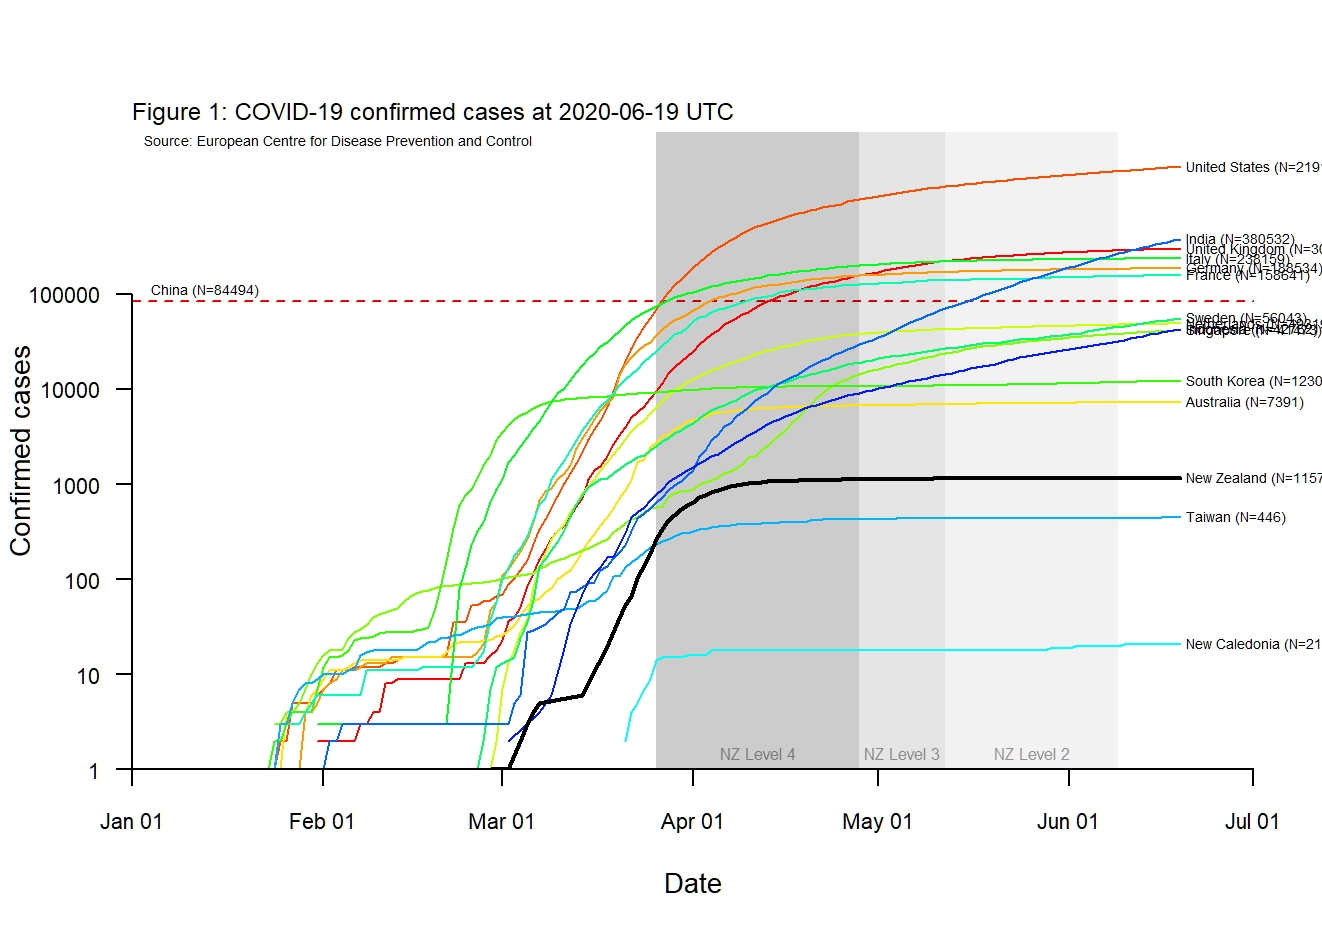 Figure 1: COVID-19 confirmed cases at 2020-06-19 UTC
Source: European Centre for Disease Prevention and Control
United States (N=219
India (N=380532)
United Kingdom (N=30
Italy (N=238159)
Germany (N=188534)
France (N=158641)
China (N=84494)
100000
Sweden (N=56043)
South Korea (N=1230
10000
Australia (N=7391)
New Zealand (N=1157
1000
Taiwan (N=446)
100
New Caledonia (N=21
10
NZ Level 4
NZ Level 3
NZ Level 2
1
Confirmed cases
Jan 01
Feb 01
Mar 01
Apr 01
May 01
Jun 01
Jul 01
Date